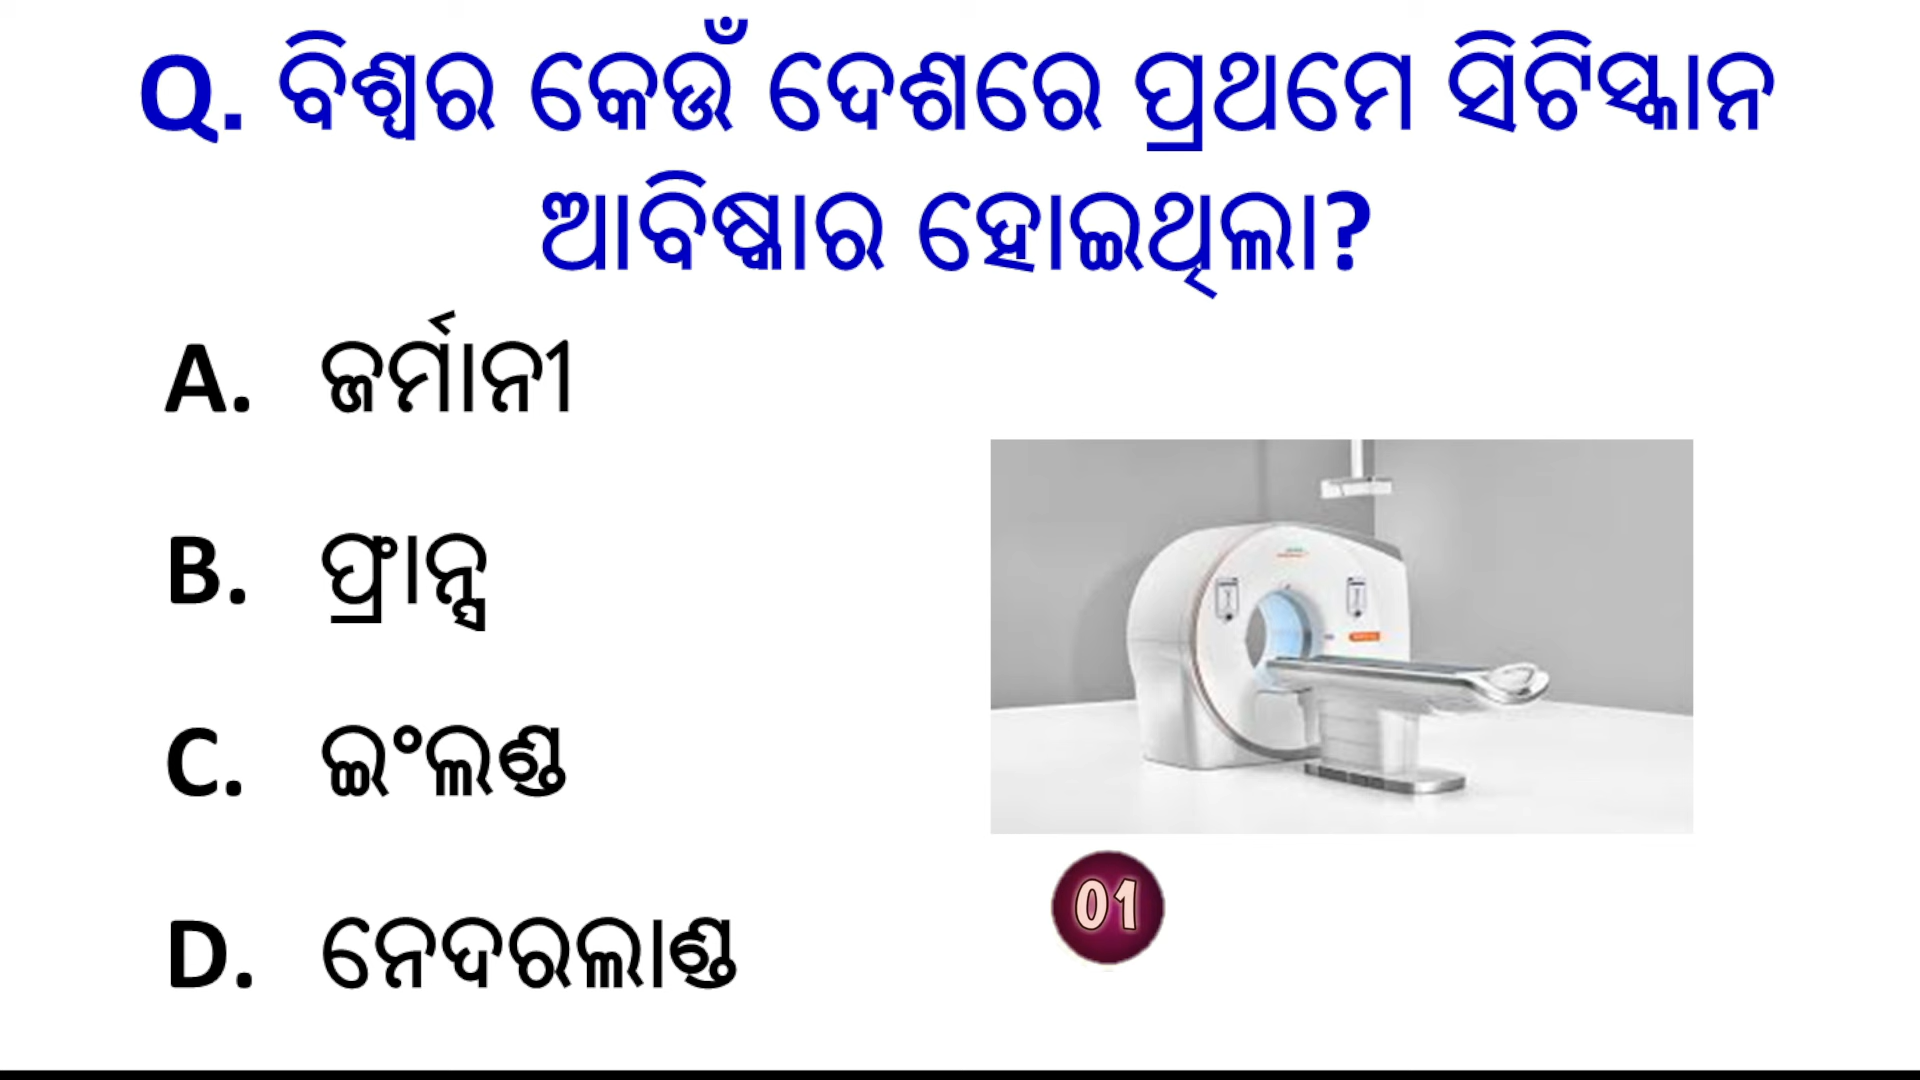 Q. ବିଶ୍ୱର କେଉଁ ଦେଶରେ ପ୍ରଥମେ ସିଟିସ୍କାନ
ଆବିଷ୍କାର ହୋଇଥିଲା?
A. ଜର୍ମାନୀ
B. ଫ୍ରାନ୍ସ
C. ଇଂଲଣ୍ଡ
D. ନେଦରଲାଣ୍ଡ
01